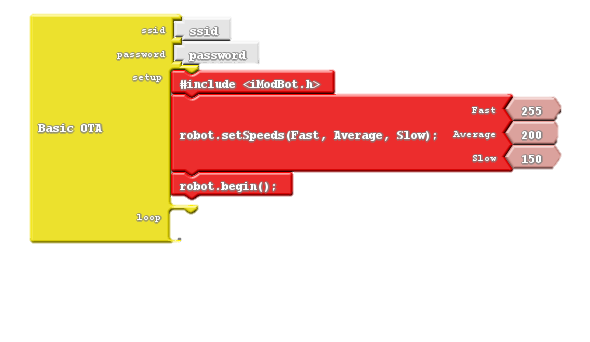 ssid ssid
password password
setup
#include <iModBot.h>
Fast 255
Basic OTA
robot.setSpeeds(Fast, Average, Slow); Average 200
Slow 150
robot.begin();
loop